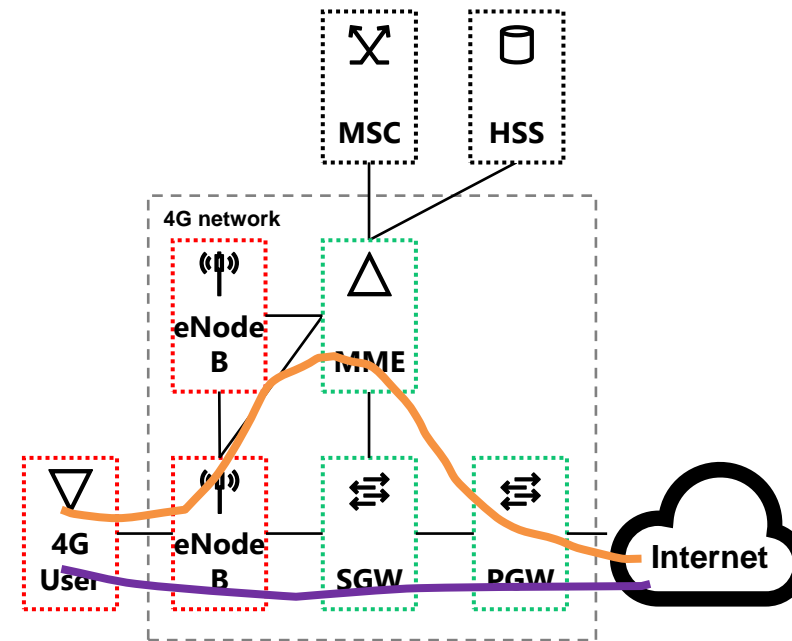 MSC
HSS
4G network
eNode
B
MME
4G
User
eNode
B
SGW
PGW
Internet